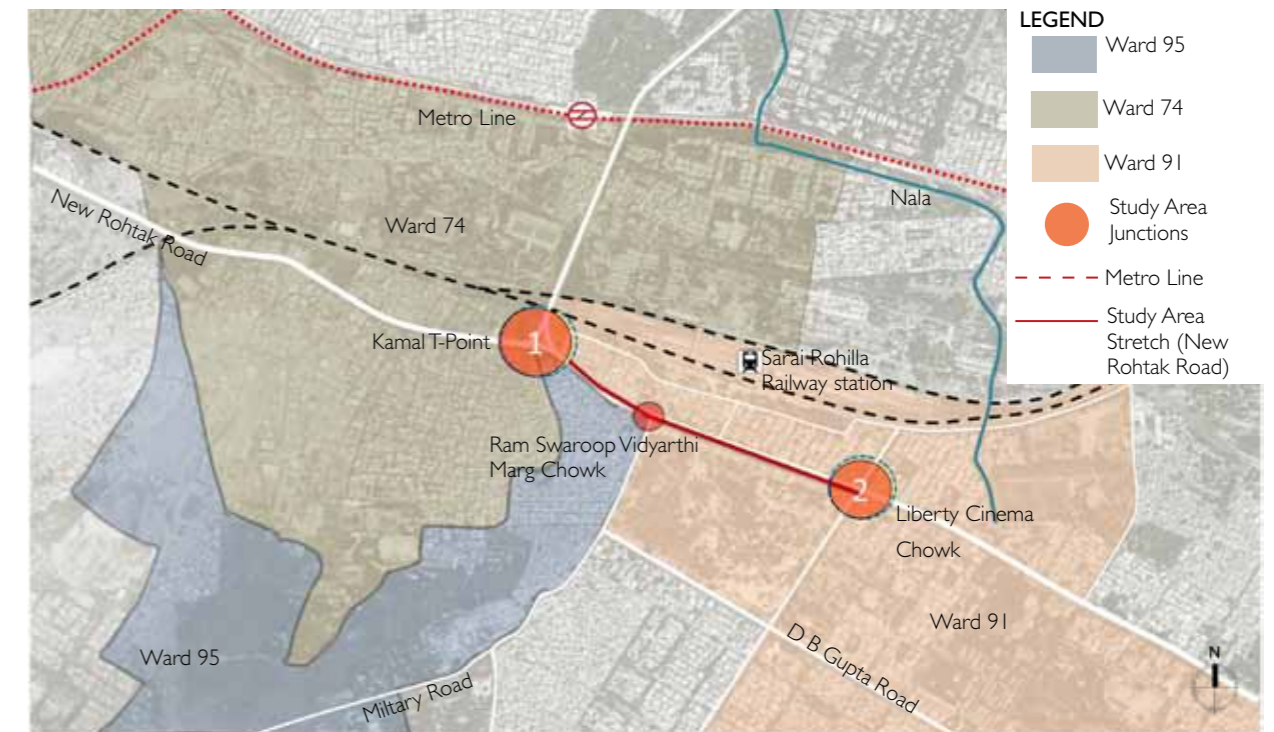 LEGEND
Ward 95
Ward 74
Ward 91
Study Area
Junctions
Metro Line
Study Area
Stretch (New
Rohtak Road)
Metro Line
Nala
New Rohtak Road
Ward 74
Kamal T-Point
1
Sarai Rohilla
Railway station
Ram Swaroop Vidyarthi
Marg Chowk
2
Liberty Cinema
Chowk
Ward 91
D B Gupta Road
Ward 95
Miltary Road
N